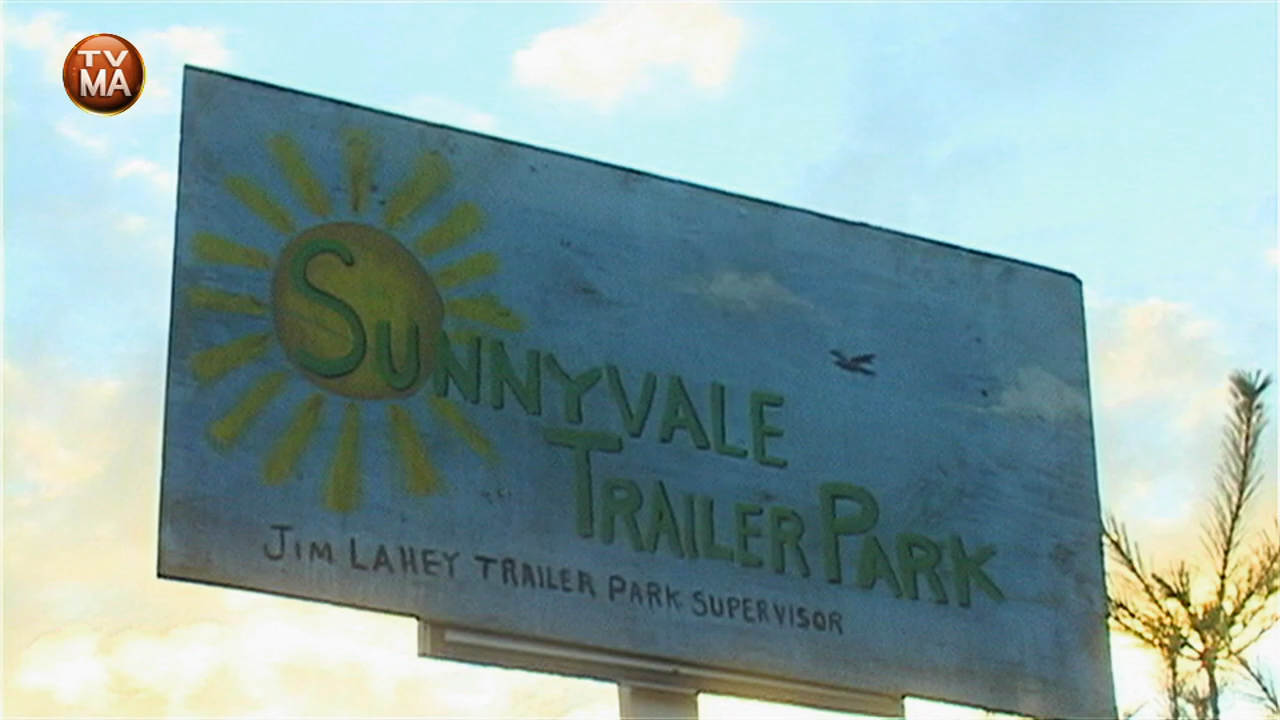 TV
MA
SUNNYVALE
TRAILER PARK
JIM LAHEY TRAILER PARK SUPERVISOR